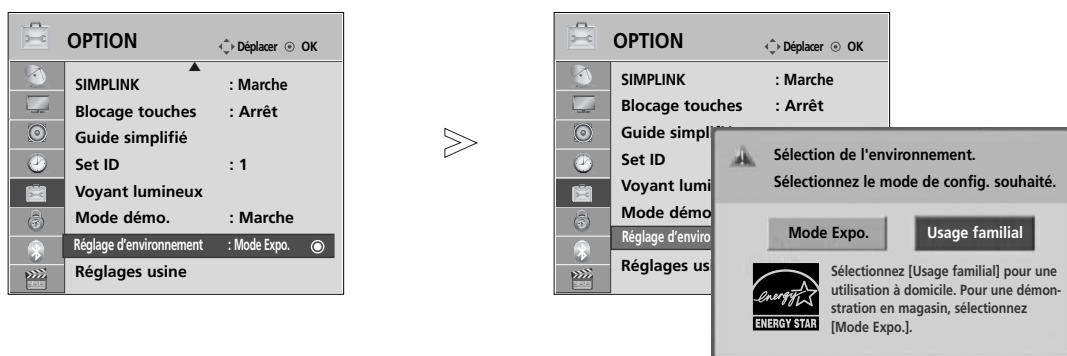 OPTION
Déplacer OK
SIMPLINK : Marche
Blocage touches : Arrêt
Guide simplifié
Set ID : 1
Voyant lumineux
Mode démo. : Marche
Réglage d'environnement : Mode Expo.
Réglages usine
OPTION
Déplacer OK
SIMPLINK : Marche
Blocage touches : Arrêt
Guide simpli
Set ID
Voyant lumi
Mode démo
Réglage d'enviro
Réglages usi
Sélection de l'environnement.
Sélectionnez le mode de config. souhaité.
Mode Expo. Usage familial
energy
ENERGY STAR
Sélectionnez [Usage familial] pour une
utilisation à domicile. Pour une démon-
stration en magasin, sélectionnez
[Mode Expo.].